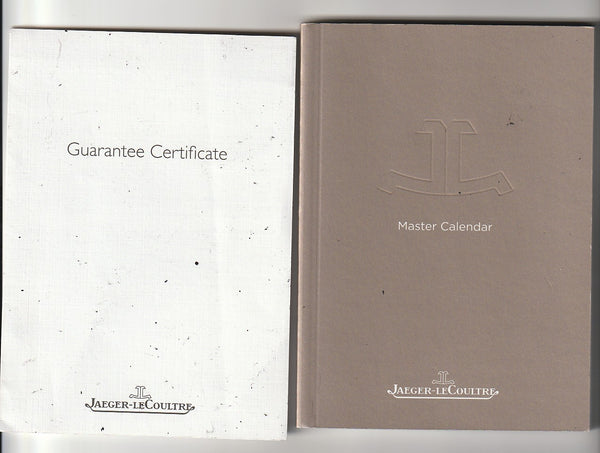 Guarantee Certificate
JAEGER-LECOULTRE
Master Calendar
JAEGER-LECOULTRE